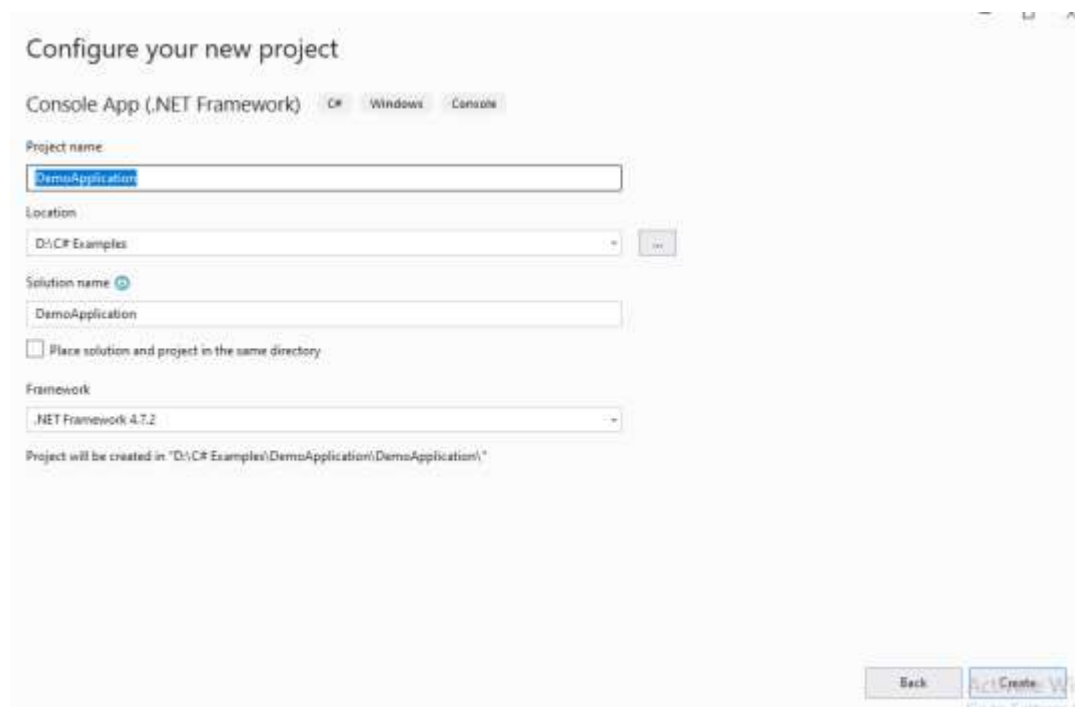 Configure your new project
Console App (.NET Framework) C# Windows Console
Project name
DemoApplication
Location
D:\C# Examples
...
Solution name
DemoApplication
Place solution and project in the same directory
Framework
.NET Framework 4.7.2
Project will be created in "D:\C# Examples\DemoApplication\DemoApplication\"
Back Create